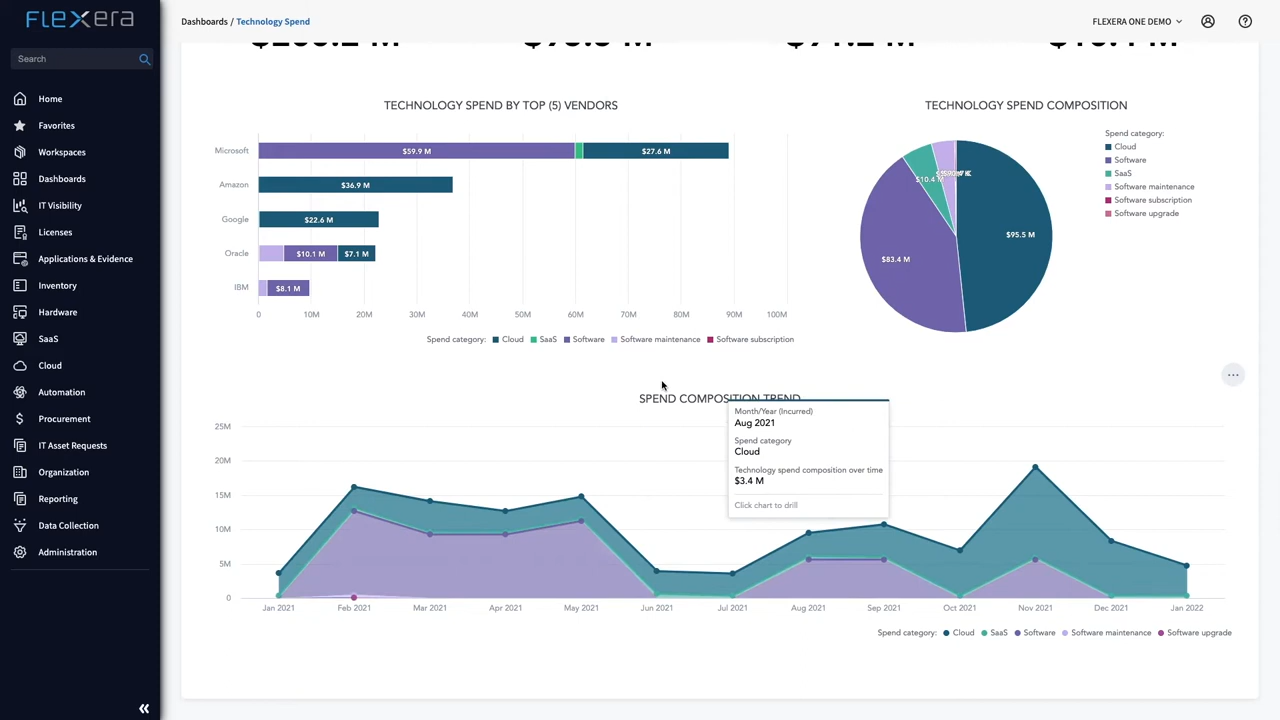 FLEXERA
Dashboards / Technology Spend
FLEXERA ONE DEMO
Search
Home
Favorites
Workspaces
Dashboards
IT Visibility
Licenses
Applications & Evidence
Inventory
Hardware
SaaS
Cloud
Automation
Procurement
IT Asset Requests
Organization
Reporting
Data Collection
Administration
TECHNOLOGY SPEND BY TOP (5) VENDORS
Microsoft
$59.9 M
$27.6 M
Amazon
$36.9 M
Google
$22.6 M
Oracle
$10.1 M
$7.1 M
IBM
$8.1 M
0 10M 20M 30M 40M 50M 60M 70M 80M 90M 100M
Spend category: Cloud SaaS Software Software maintenance Software subscription
TECHNOLOGY SPEND COMPOSITION
$10.4
$95.5 M
$83.4 M
Spend category:
Cloud
Software
SaaS
Software maintenance
Software subscription
Software upgrade
SPEND COMPOSITION TREND
Month/Year (Incurred)
Aug 2021
Spend category
Cloud
Technology spend composition over time
$3.4 M
Click chart to drill
25M
20M
15M
10M
5M
0
Jan 2021 Feb 2021 Mar 2021 Apr 2021 May 2021 Jun 2021 Jul 2021 Aug 2021 Sep 2021 Oct 2021 Nov 2021 Dec 2021 Jan 2022
Spend category: Cloud SaaS Software Software maintenance Software upgrade